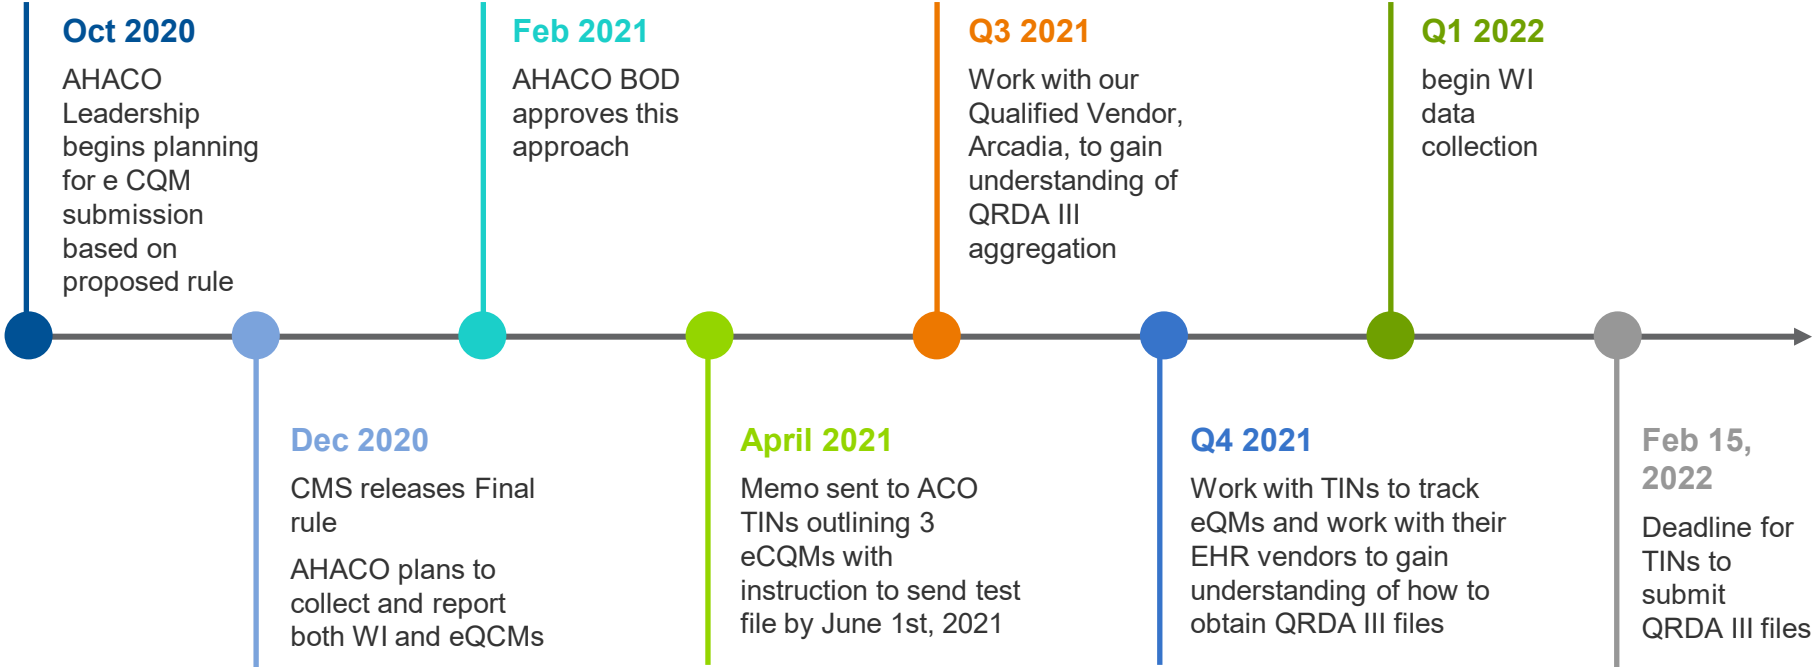 Oct 2020
AHACO
Leadership
begins planning
for e CQM
submission
based on
proposed rule
Dec 2020
CMS releases Final
rule
AHACO plans to
collect and report
both WI and eQCMs
Feb 2021
AHACO BOD
approves this
approach
April 2021
Memo sent to ACO
TINs outlining 3
eCQMs with
instruction to send test
file by June 1st, 2021
Q3 2021
Work with our
Qualified Vendor,
Arcadia, to gain
understanding of
QRDA III
aggregation
Q4 2021
Work with TINs to track
eQMs and work with their
EHR vendors to gain
understanding of how to
obtain QRDA III files
Q1 2022
begin WI
data
collection
Feb 15,
2022
Deadline for
TINs to
submit
QRDA III files